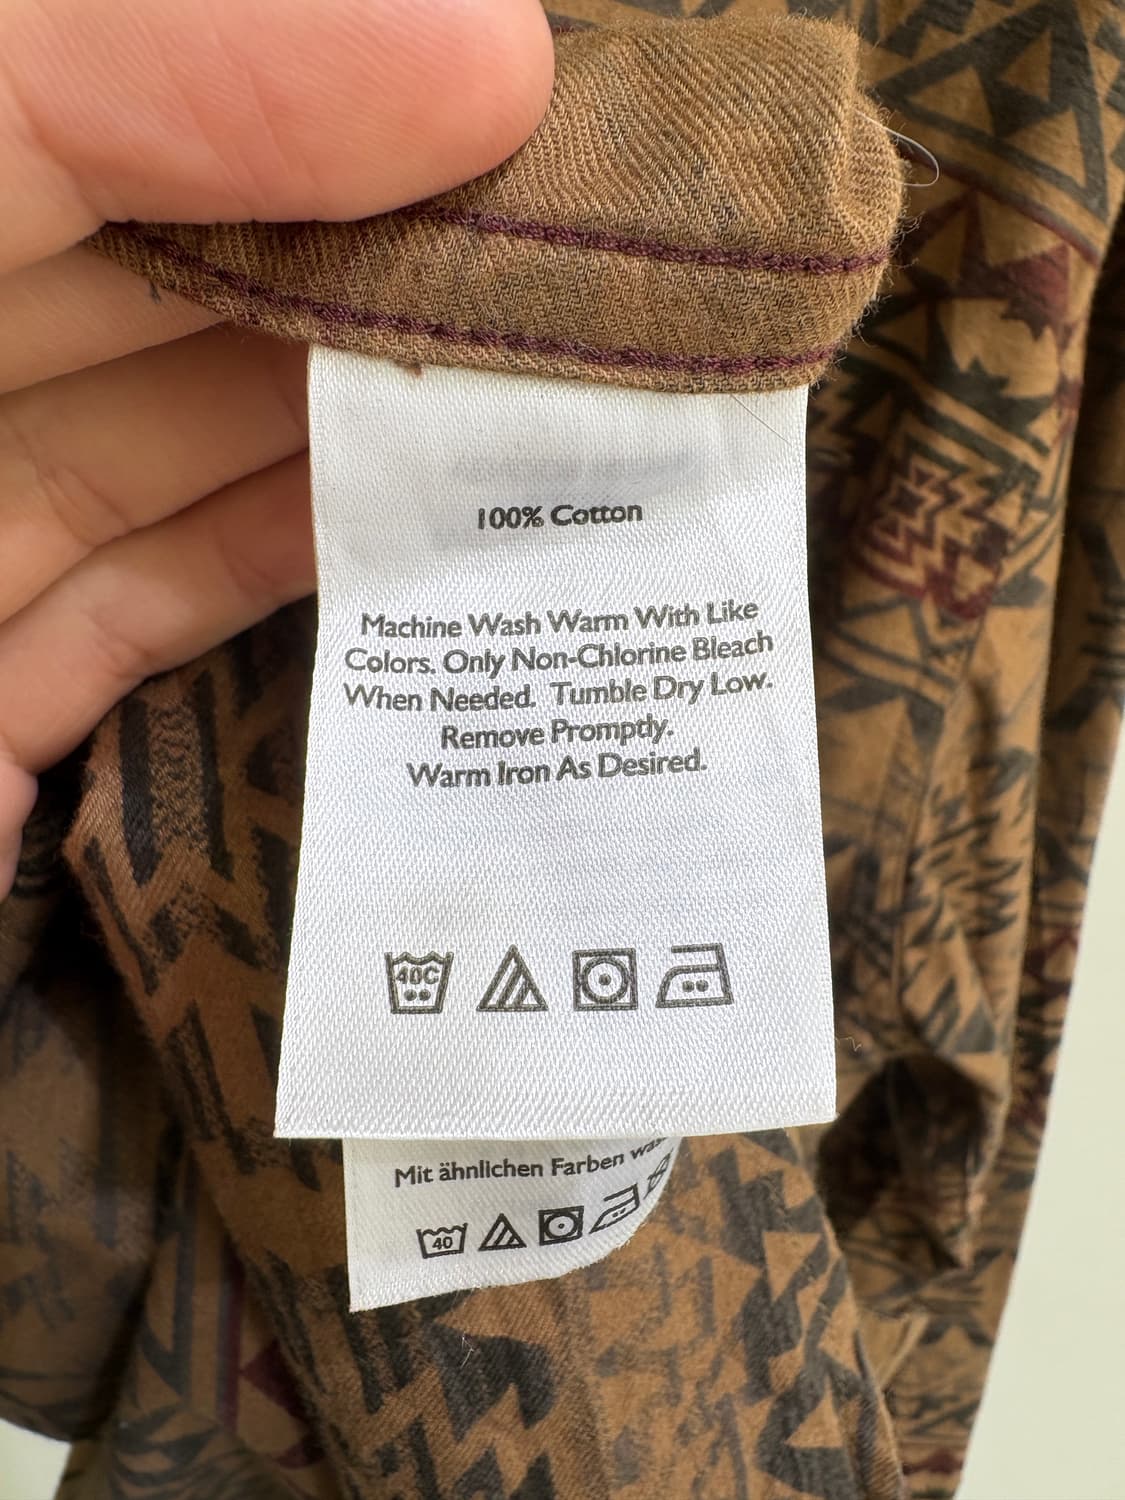 100% Cotton
Machine Wash Warm With Like
Colors. Only Non-Chlorine Bleach
When Needed. Tumble Dry Low.
Remove Promptly.
Warm Iron As Desired.
40C
Mit ähnlichen Farben
40